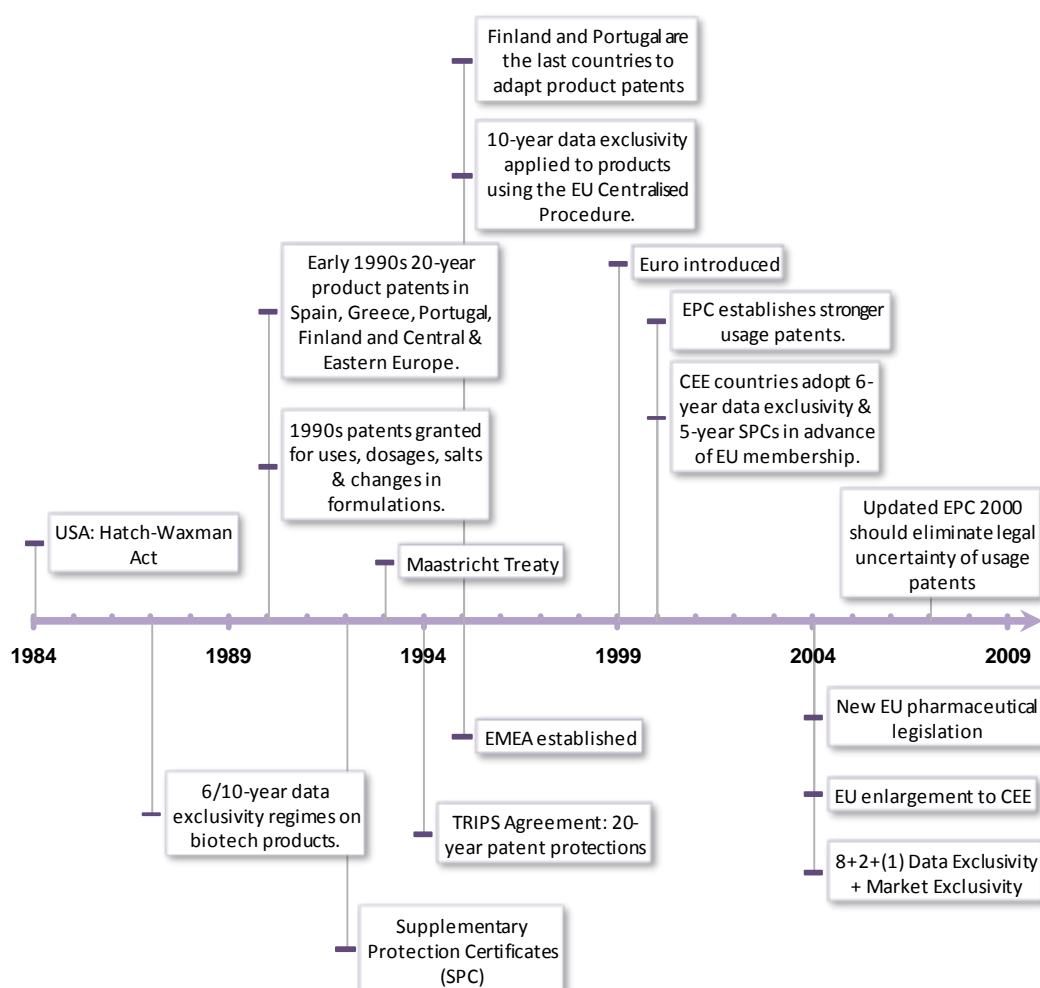 Finland and Portugal are
the last countries to
adapt product patents
10-year data exclusivity
applied to products
using the EU Centralised
Procedure.
Early 1990s 20-year
product patents in
Spain, Greece, Portugal,
Finland and Central &
Eastern Europe.
Euro introduced
EPC establishes stronger
usage patents.
CEE countries adopt 6-
year data exclusivity &
5-year SPCs in advance
of EU membership.
1990s patents granted
for uses, dosages, salts
& changes in
formulations.
USA: Hatch-Waxman
Act
Maastricht Treaty
Updated EPC 2000
should eliminate legal
uncertainty of usage
patents
1984 1989 1994 1999 2004 2009
New EU pharmaceutical
legislation
EMEA established
6/10-year data
exclusivity regimes on
biotech products.
EU enlargement to CEE
TRIPS Agreement: 20-
year patent protections
8+2+(1) Data Exclusivity
+ Market Exclusivity
Supplementary
Protection Certificates
(SPC)